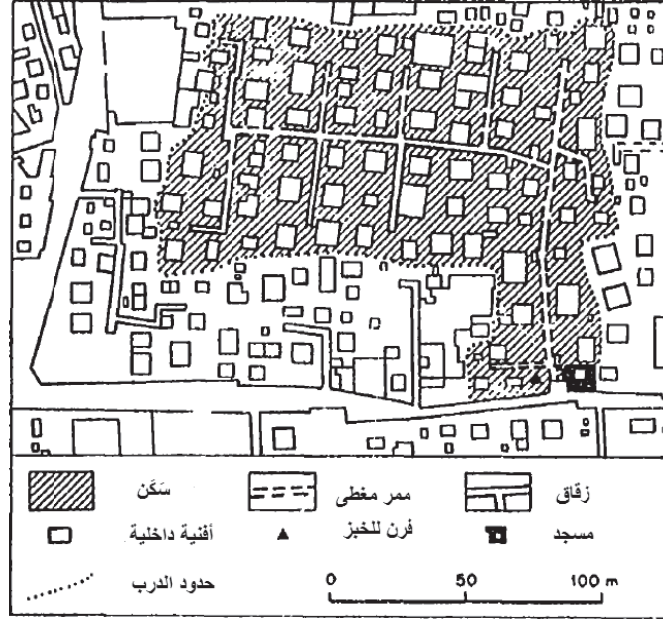 زقاق ممر مغطى سَكَن
مسجد فرن للخبز أفنية داخلية
حدود الدرب 0 50 100 m